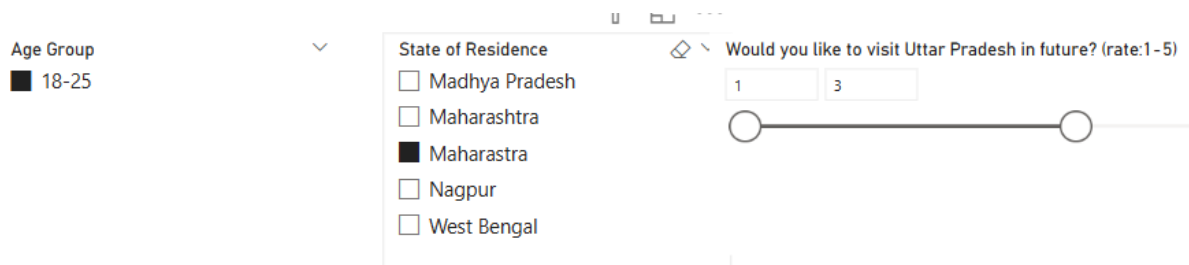 Age Group
18-25
State of Residence
Madhya Pradesh
Maharashtra
Maharastra
Nagpur
West Bengal
Would you like to visit Uttar Pradesh in future? (rate:1-5)
1 3